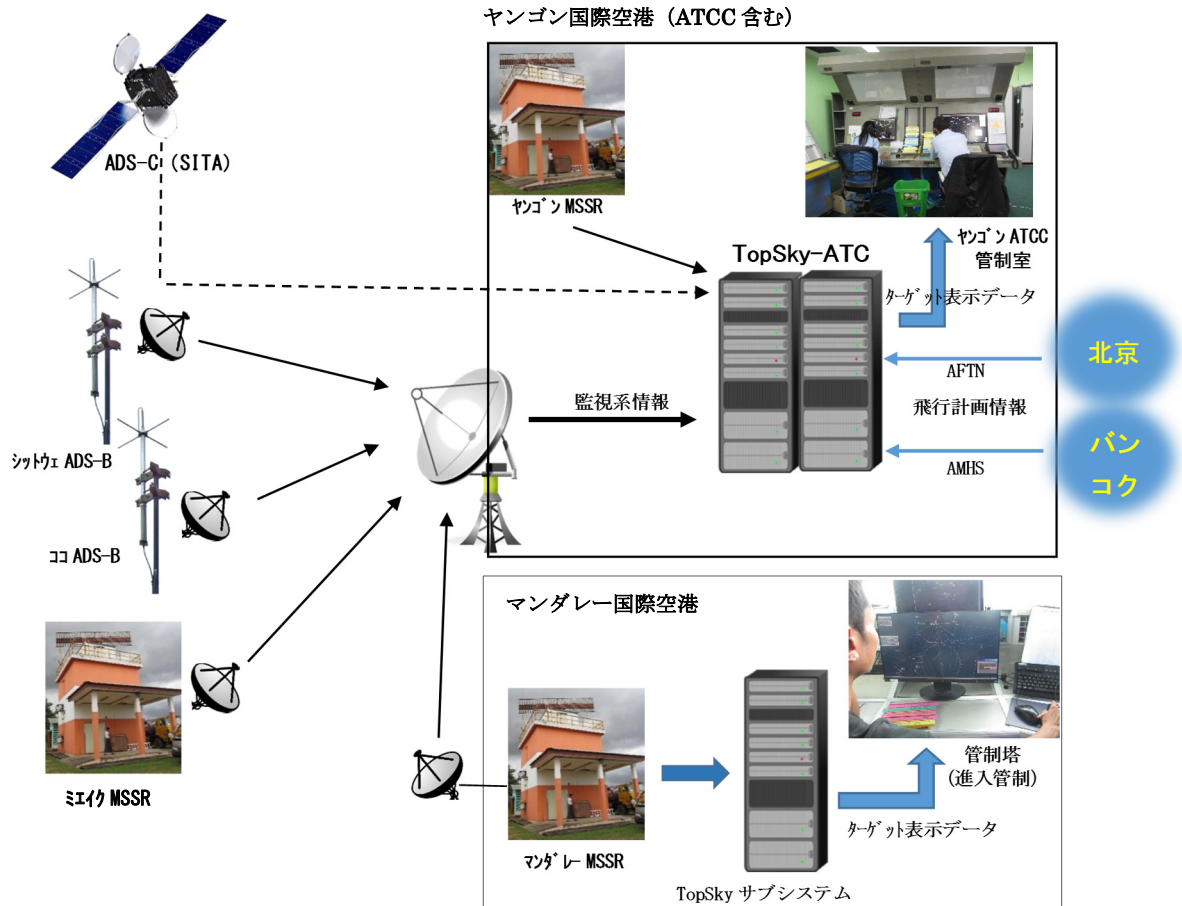 ヤンゴン国際空港（ATCC 含む）
ADS-C (SITA)
ﾔﾝｺﾞﾝ MSSR
ﾔﾝｺﾞﾝ ATCC
管制室
TopSky-ATC
ﾀｰｹﾞｯﾄ表示データ
北京
AFTN
監視系情報
飛行計画情報
バン
コク
AMHS
ｼｯﾄｳｪ ADS-B
ｺｺ ADS-B
マンダレー国際空港
ﾐｴｲｸ MSSR
管制塔
(進入管制)
ﾀｰｹﾞｯﾄ表示データ
ﾏﾝﾀﾞﾚｰ MSSR
TopSky サブシステム